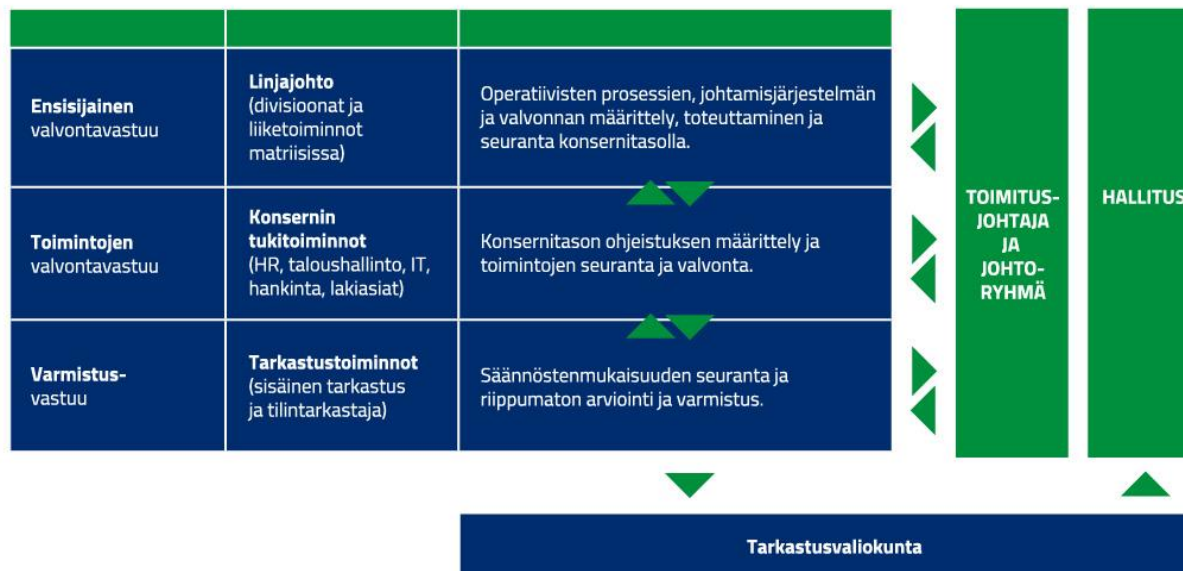 Ensisijainen
valvontavastuu
Linjajohto
(divisioonat ja
liiketoiminnot
matriisissa)
Operatiivisten prosessien, johtamisjärjestelmän
ja valvonnan määrittely, toteuttaminen ja
seuranta konsernitasolla.
Toimintojen
valvontavastuu
Konsernin
tukitoiminnot
(HR, taloushallinto, IT,
hankinta, lakiasiat)
Konsernitason ohjeistuksen määrittely ja
toimintojen seuranta ja valvonta.
Varmistus-
vastuu
Tarkastustoiminnot
(sisäinen tarkastus
ja tilintarkastaja)
Säännöstenmukaisuuden seuranta ja
riippumaton arviointi ja varmistus.
TOIMITUS-
JOHTAJA
JA
JOHTO-
RYHMÄ
HALLITUS
Tarkastusvaliokunta